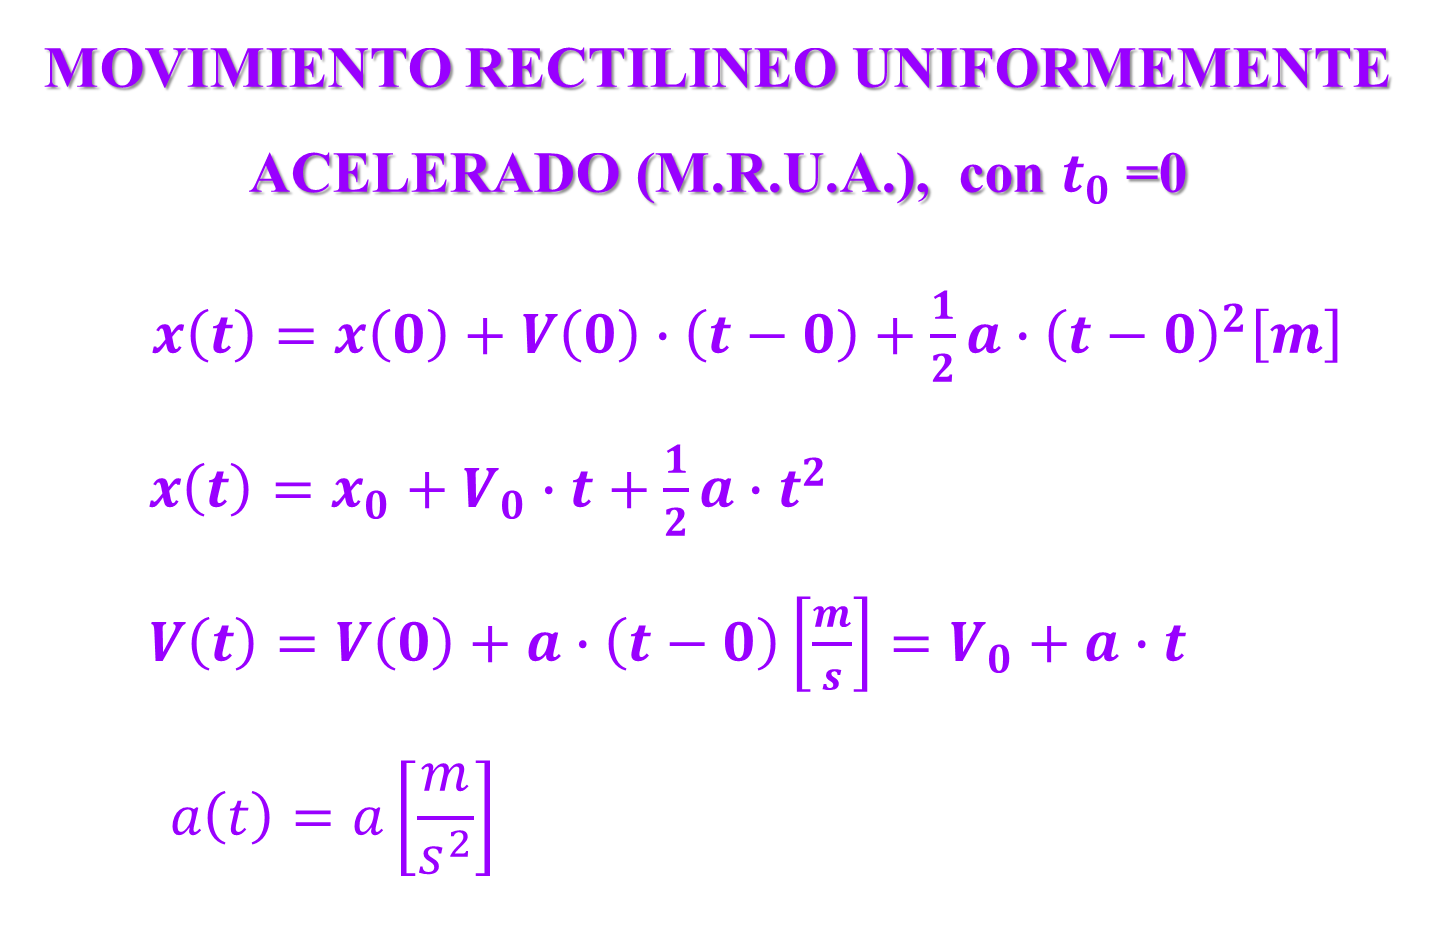 MOVIMIENTO RECTILINEO UNIFORMEMENTE
ACELERADO (M.R.U.A.), con t₀ =0
x(t) = x(0) + V(0) · (t − 0) + 1/2 a · (t − 0)² [m]
x(t) = x₀ + V₀ · t + 1/2 a · t²
V(t) = V(0) + a · (t − 0) [m/s] = V₀ + a · t
a(t) = a [m/s²]